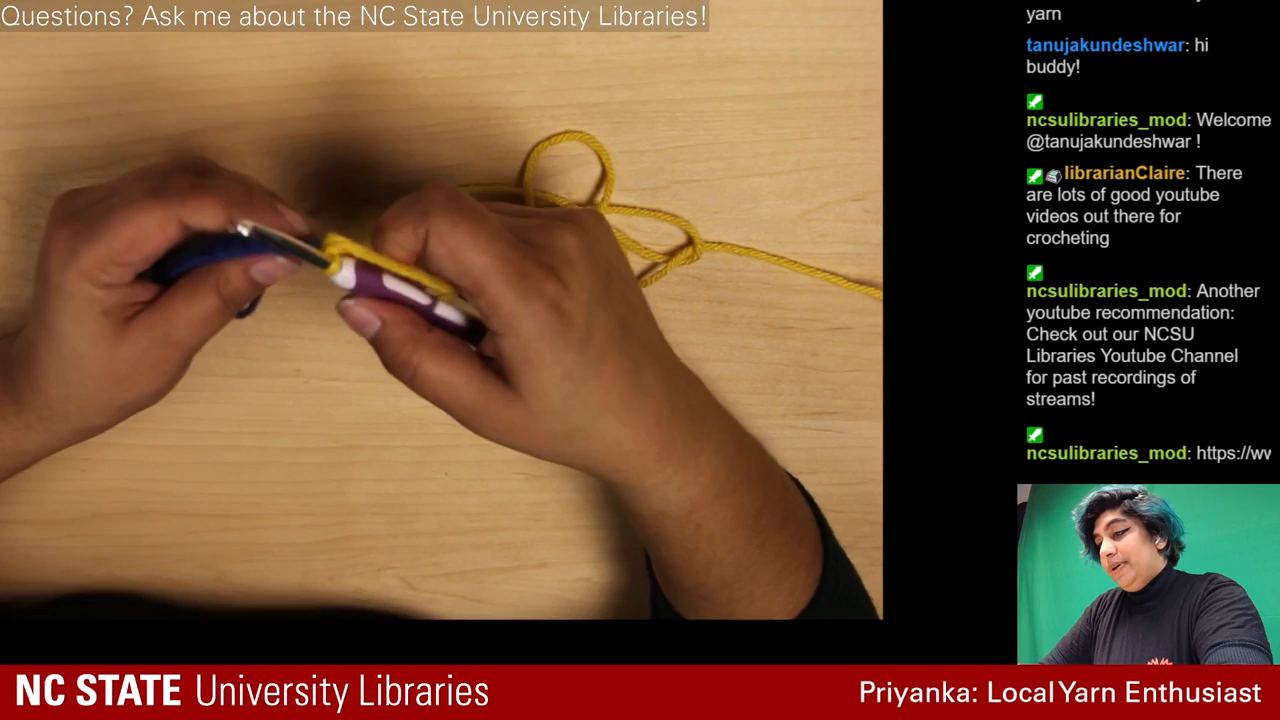 Questions? Ask me about the NC State University Libraries!
yarn
tanujakundeshwar: hi
buddy!
ncsulibraries_mod: Welcome
@tanujakundeshwar !
librarianClaire: There
are lots of good youtube
videos out there for
crocheting
ncsulibraries_mod: Another
youtube recommendation:
Check out our NCSU
Libraries Youtube Channel
for past recordings of
streams!
ncsulibraries_mod: https://ww
NC STATE University Libraries
Priyanka: Local Yarn Enthusiast